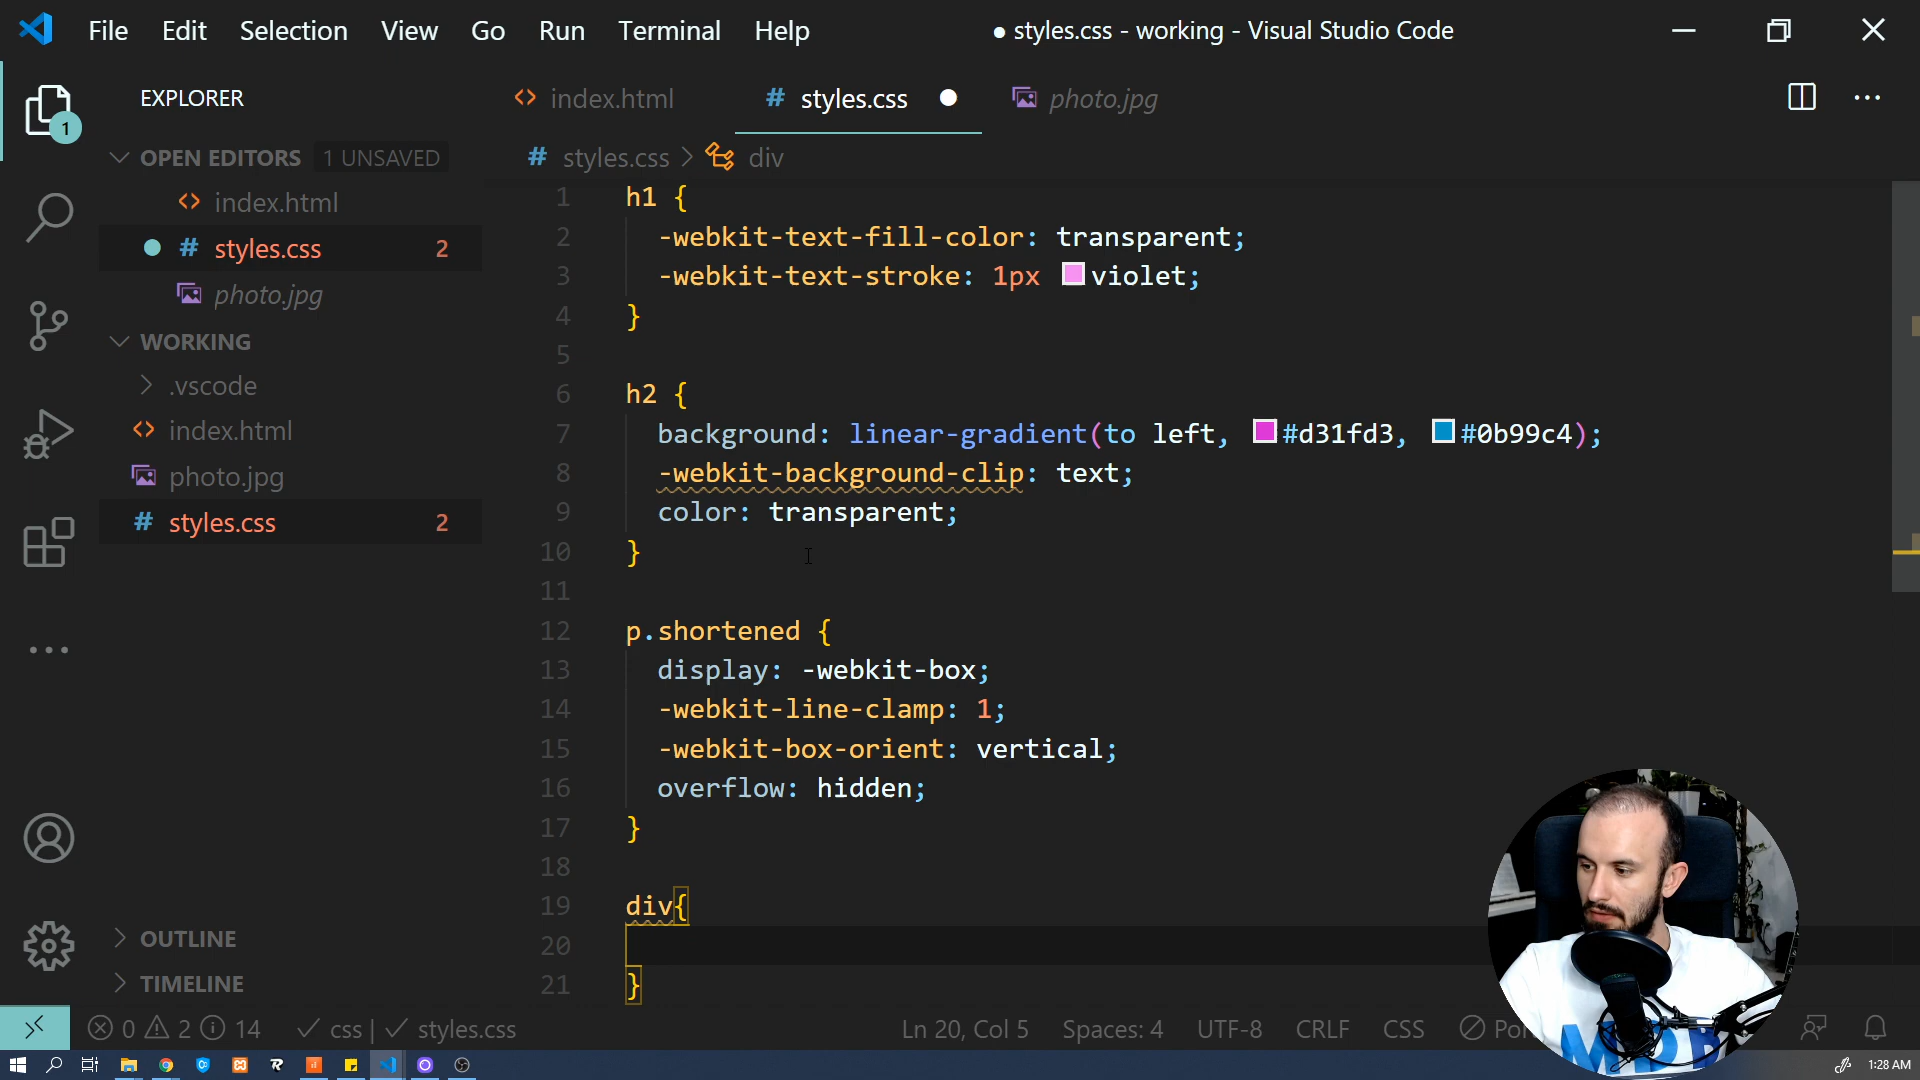 File Edit Selection View Go Run Terminal Help
● styles.css - working - Visual Studio Code
EXPLORER
OPEN EDITORS 1 UNSAVED
<> index.html
# styles.css 2
photo.jpg
WORKING
.vscode
<> index.html
photo.jpg
# styles.css 2
OUTLINE
TIMELINE
1
<> index.html # styles.css photo.jpg
# styles.css > div
1 h1 {
2 -webkit-text-fill-color: transparent;
3 -webkit-text-stroke: 1px violet;
4 }
5
6 h2 {
7 background: linear-gradient(to left, #d31fd3, #0b99c4);
8 -webkit-background-clip: text;
9 color: transparent;
10 }
11
12 p.shortened {
13 display: -webkit-box;
14 -webkit-line-clamp: 1;
15 -webkit-box-orient: vertical;
16 overflow: hidden;
17 }
18
19 div{
20
21 }
0 2 14 ✓ css | ✓ styles.css Ln 20, Col 5 Spaces: 4 UTF-8 CRLF CSS
1:28 AM